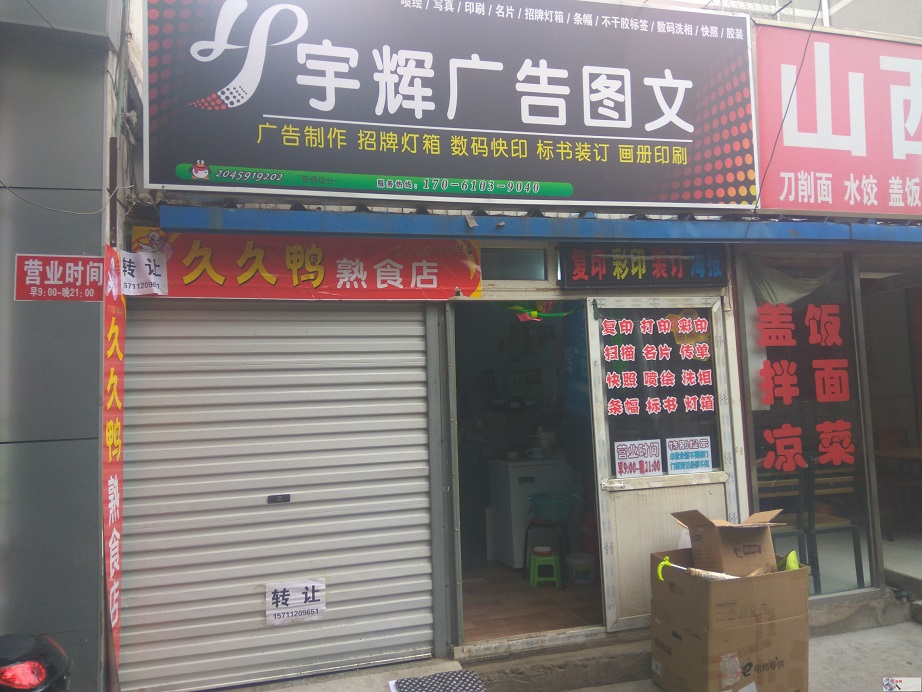 喷绘/写真/印刷/名片/招牌灯箱/条幅/不干胶标签/数码洗相/快照/胶装
宇辉广告图文
广告制作 招牌灯箱 数码快印 标书装订 画册印刷
2045919202
服务热线：170-6103-9040
山西
刀削面 水饺 盖饭
营业时间
早9:00-晚21:00
转让
15711209651
久久鸭熟食店
复印 彩印 装订 海报
久久鸭熟食店
复印 打印 彩印
扫描 名片 传单
快照 喷绘 洗相
条幅 标书 灯箱
营业时间
早9:00-晚21:00
特别提示
盖饭
拌面
凉菜
转让
15711209651